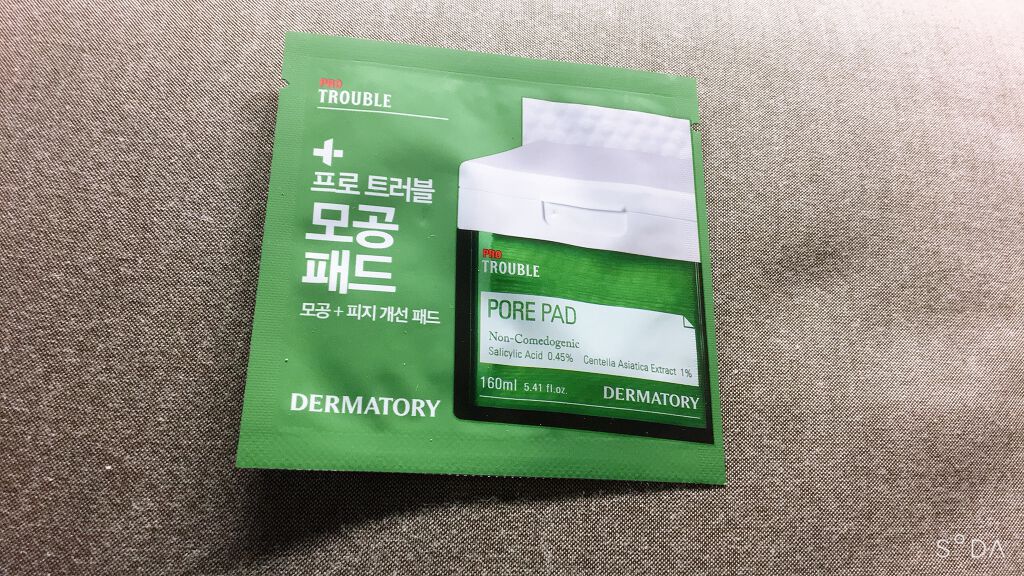 PRO
TROUBLE
+
프로 트러블
모공
패드
모공 + 피지 개선 패드
DERMATORY
PRO
TROUBLE
PORE PAD
Non-Comedogenic
Salicylic Acid 0.45% Centella Asiatica Extract 1%
160ml 5.41 fl.oz.
DERMATORY
SODA